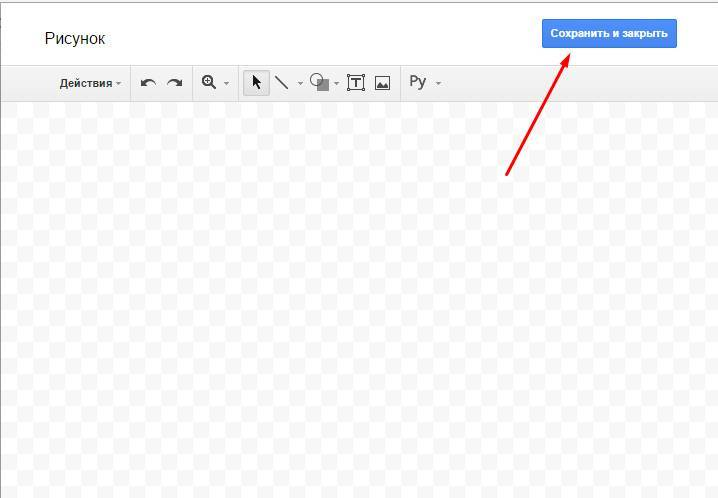 Рисунок
Сохранить и закрыть
Действия
T
Ру